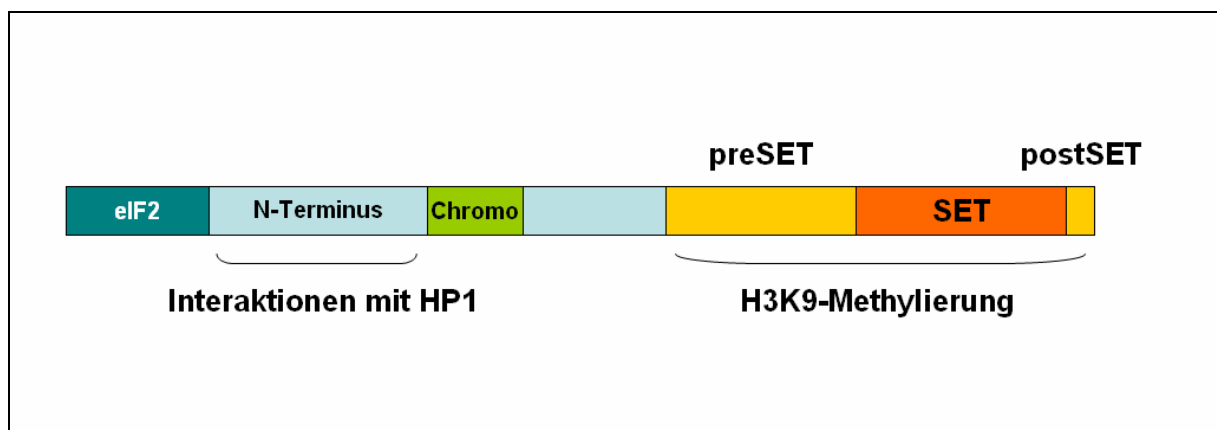 preSET
postSET
eIF2
N-Terminus
Chromo
SET
Interaktionen mit HP1
H3K9-Methylierung